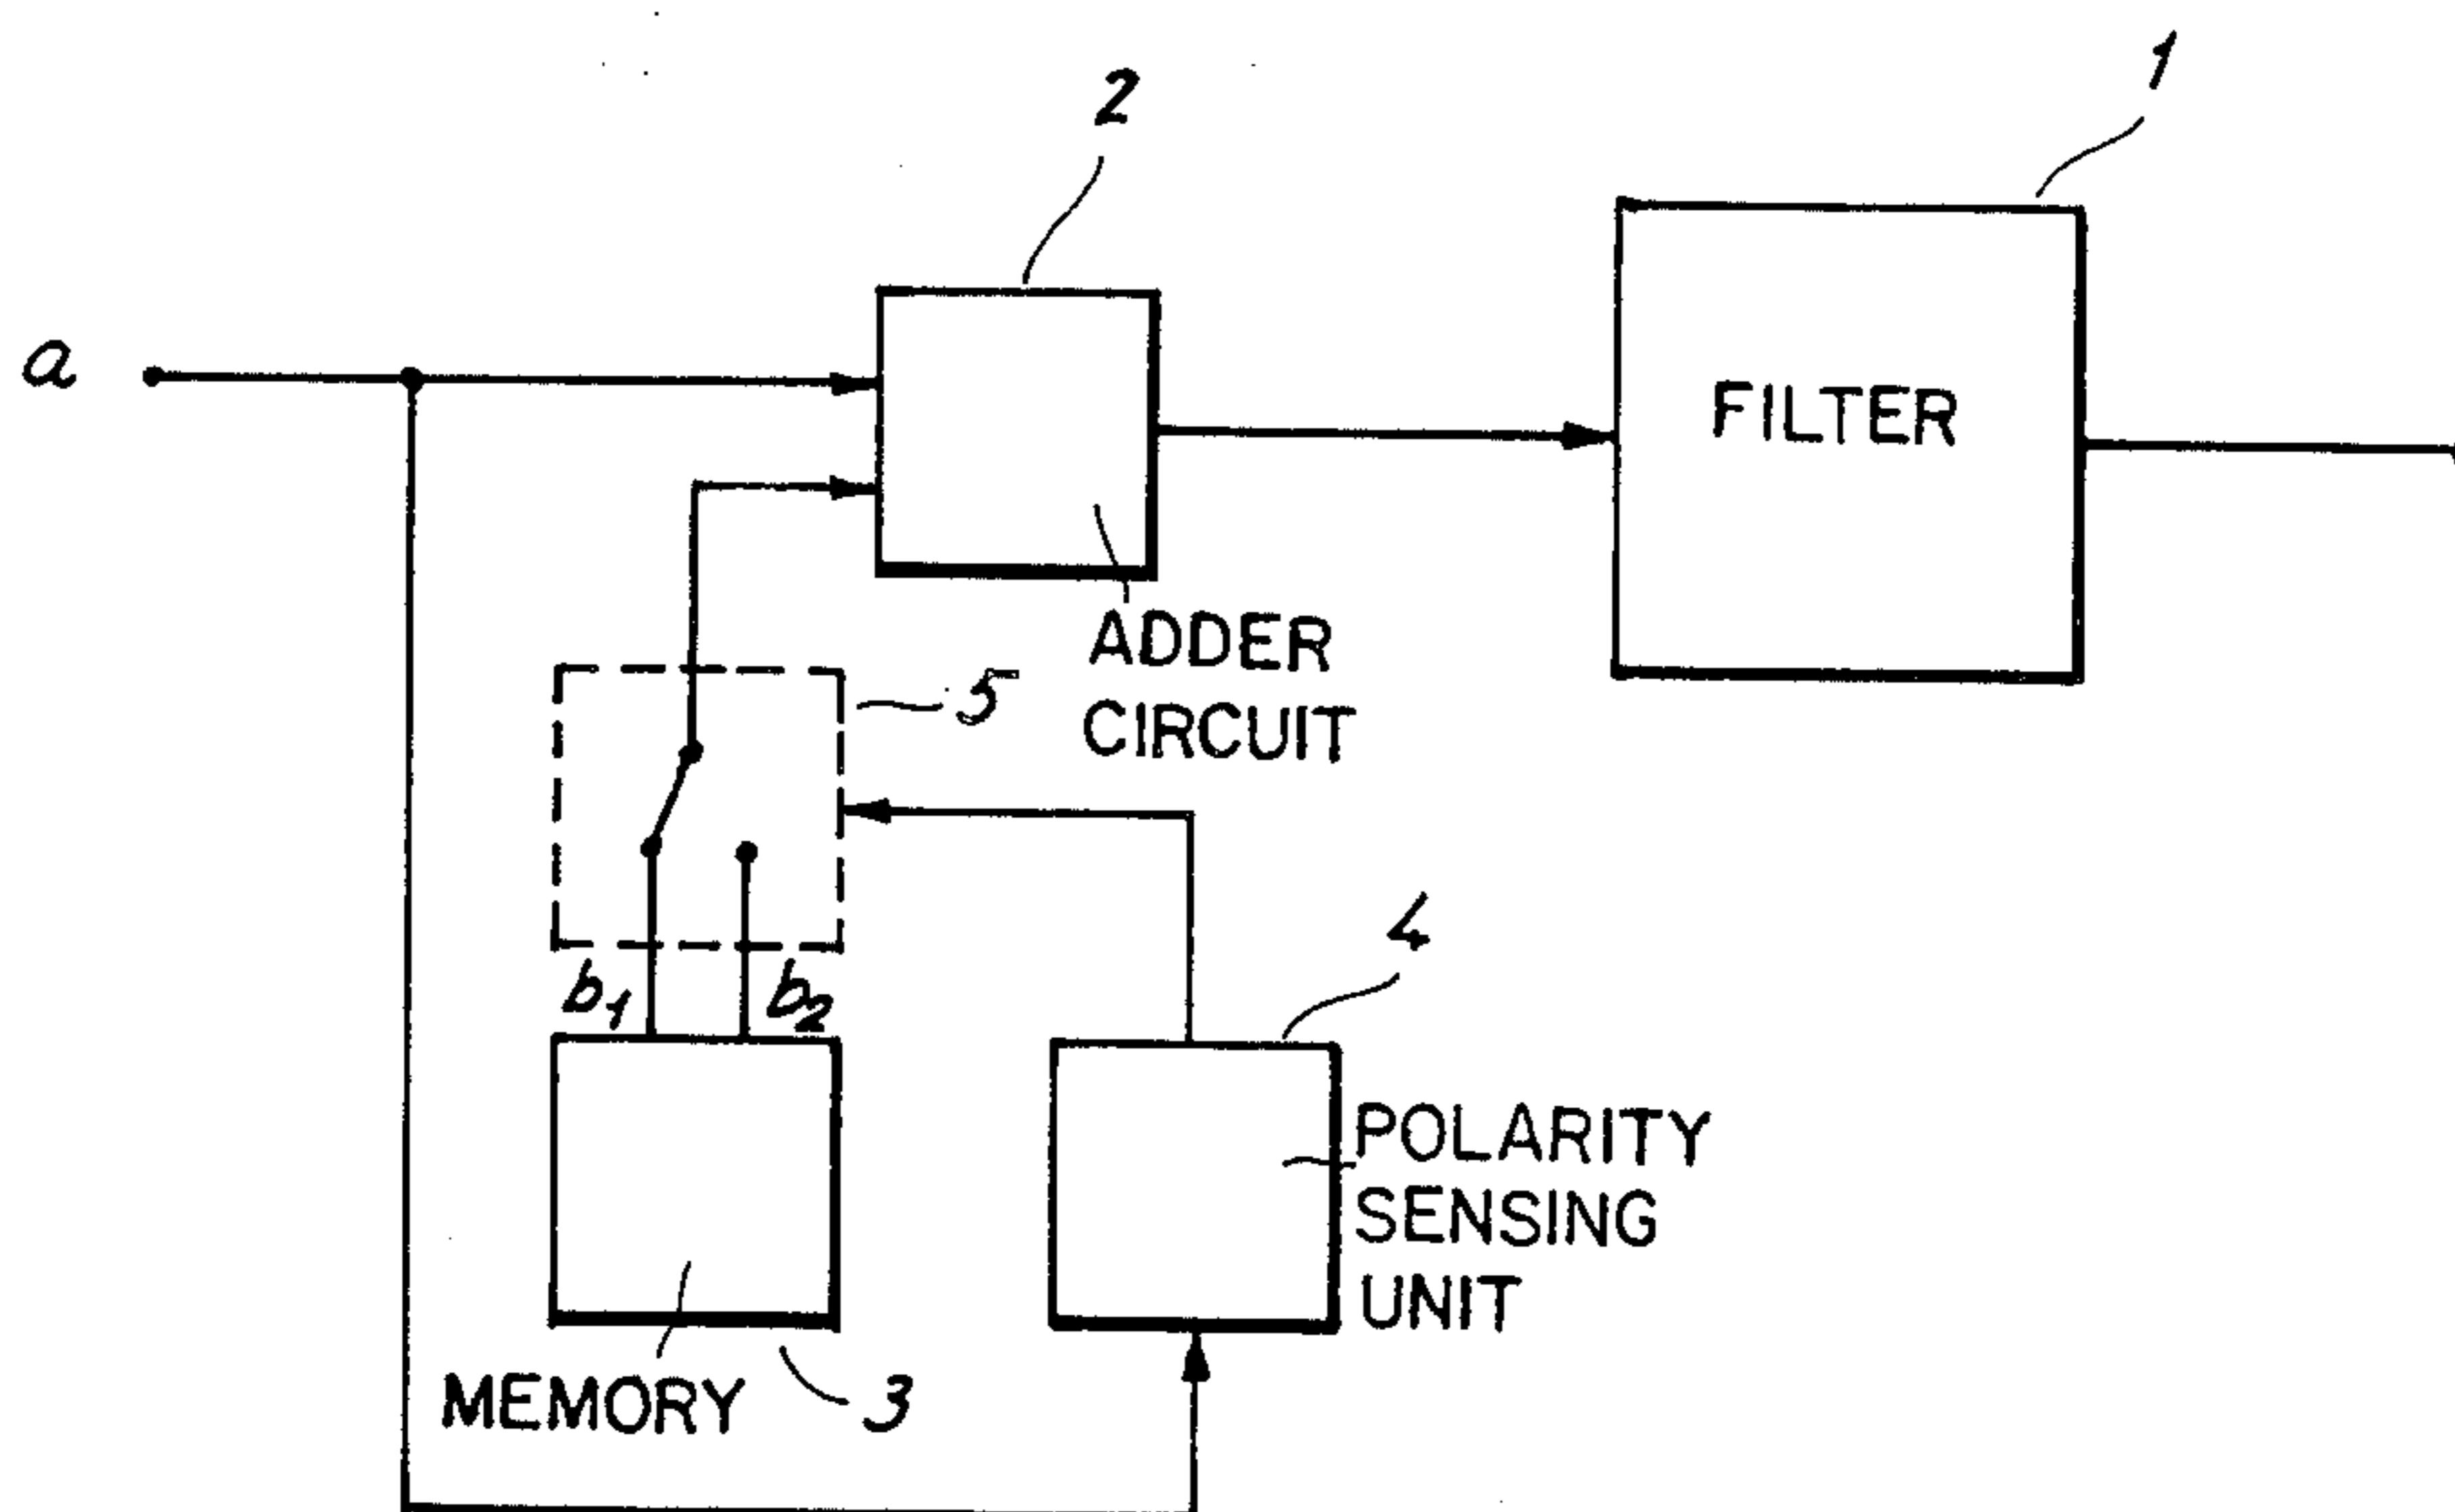 1
2
a
FILTER
ADDER
CIRCUIT
5
4
b1
b2
POLARITY
SENSING
UNIT
MEMORY
3